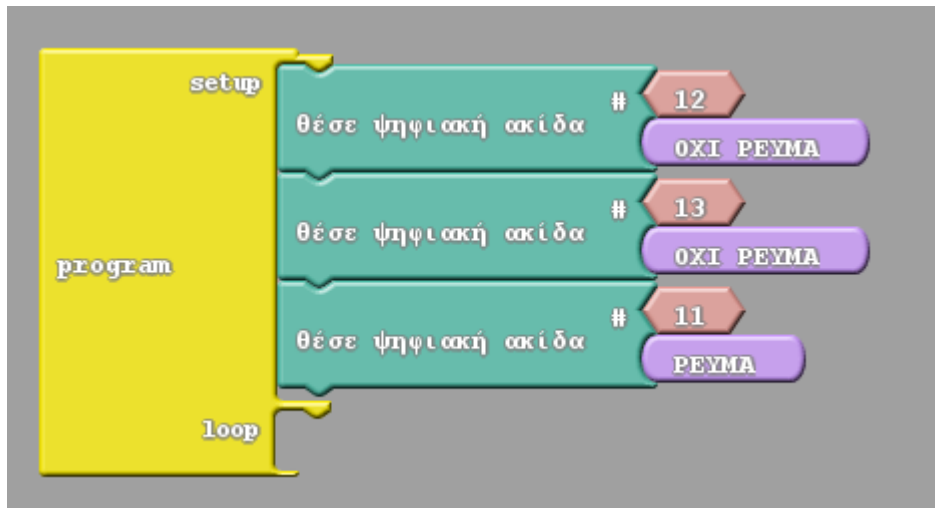 setup
θέσε ψηφιακή ακίδα # 12
ΟΧΙ ΡΕΥΜΑ
θέσε ψηφιακή ακίδα # 13
ΟΧΙ ΡΕΥΜΑ
program
θέσε ψηφιακή ακίδα # 11
ΡΕΥΜΑ
loop